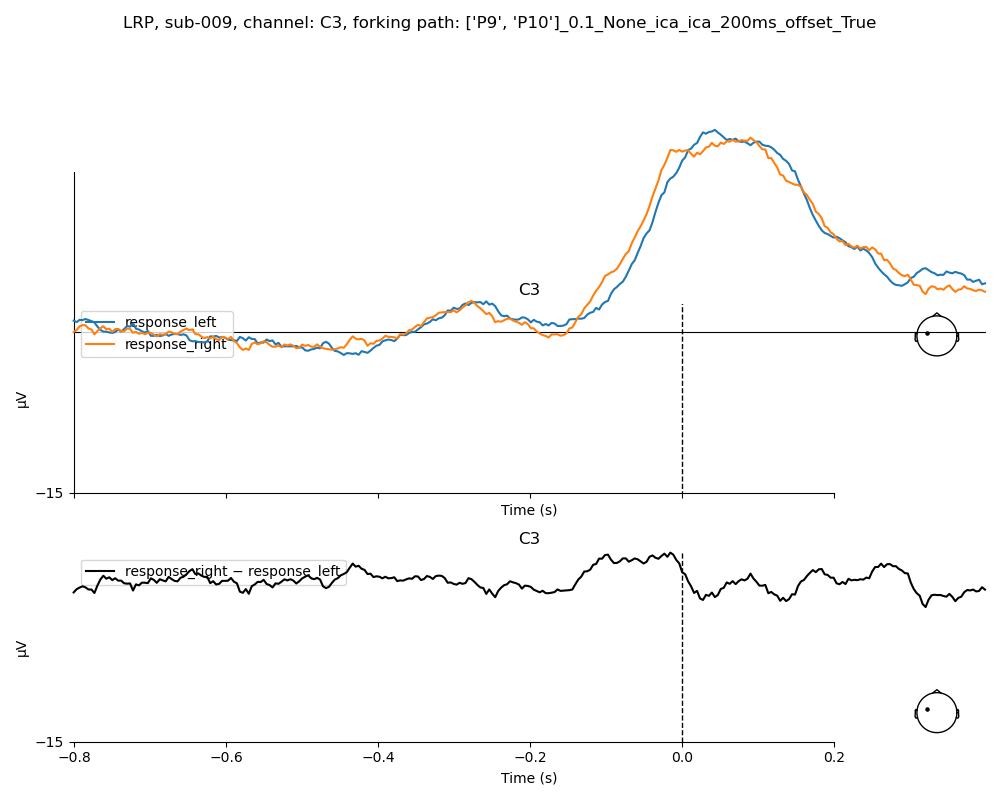 LRP, sub-009, channel: C3, forking path: ['P9', 'P10']_0.1_None_ica_ica_200ms_offset_True
C3
response_left
response_right
µV
−15
Time (s)
C3
response_right − response_left
µV
−15
−0.8 −0.6 −0.4 −0.2 0.0 0.2
Time (s)